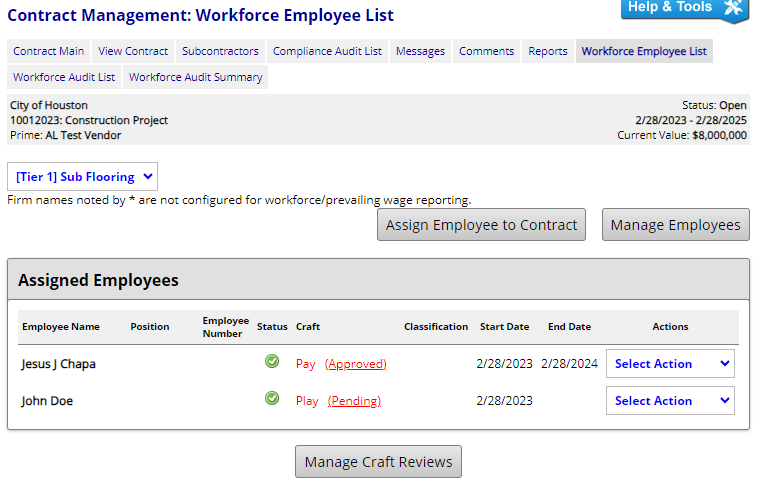 Help & Tools
Contract Management: Workforce Employee List
Contract Main View Contract Subcontractors Compliance Audit List Messages Comments Reports Workforce Employee List
Workforce Audit List Workforce Audit Summary
City of Houston Status: Open
10012023: Construction Project 2/28/2023 - 2/28/2025
Prime: AL Test Vendor Current Value: $8,000,000
[Tier 1] Sub Flooring
Firm names noted by * are not configured for workforce/prevailing wage reporting.
Assign Employee to Contract Manage Employees
Assigned Employees
Employee Name Position Employee Number Status Craft Classification Start Date End Date Actions
Jesus J Chapa Pay (Approved) 2/28/2023 2/28/2024 Select Action
John Doe Play (Pending) 2/28/2023 Select Action
Manage Craft Reviews